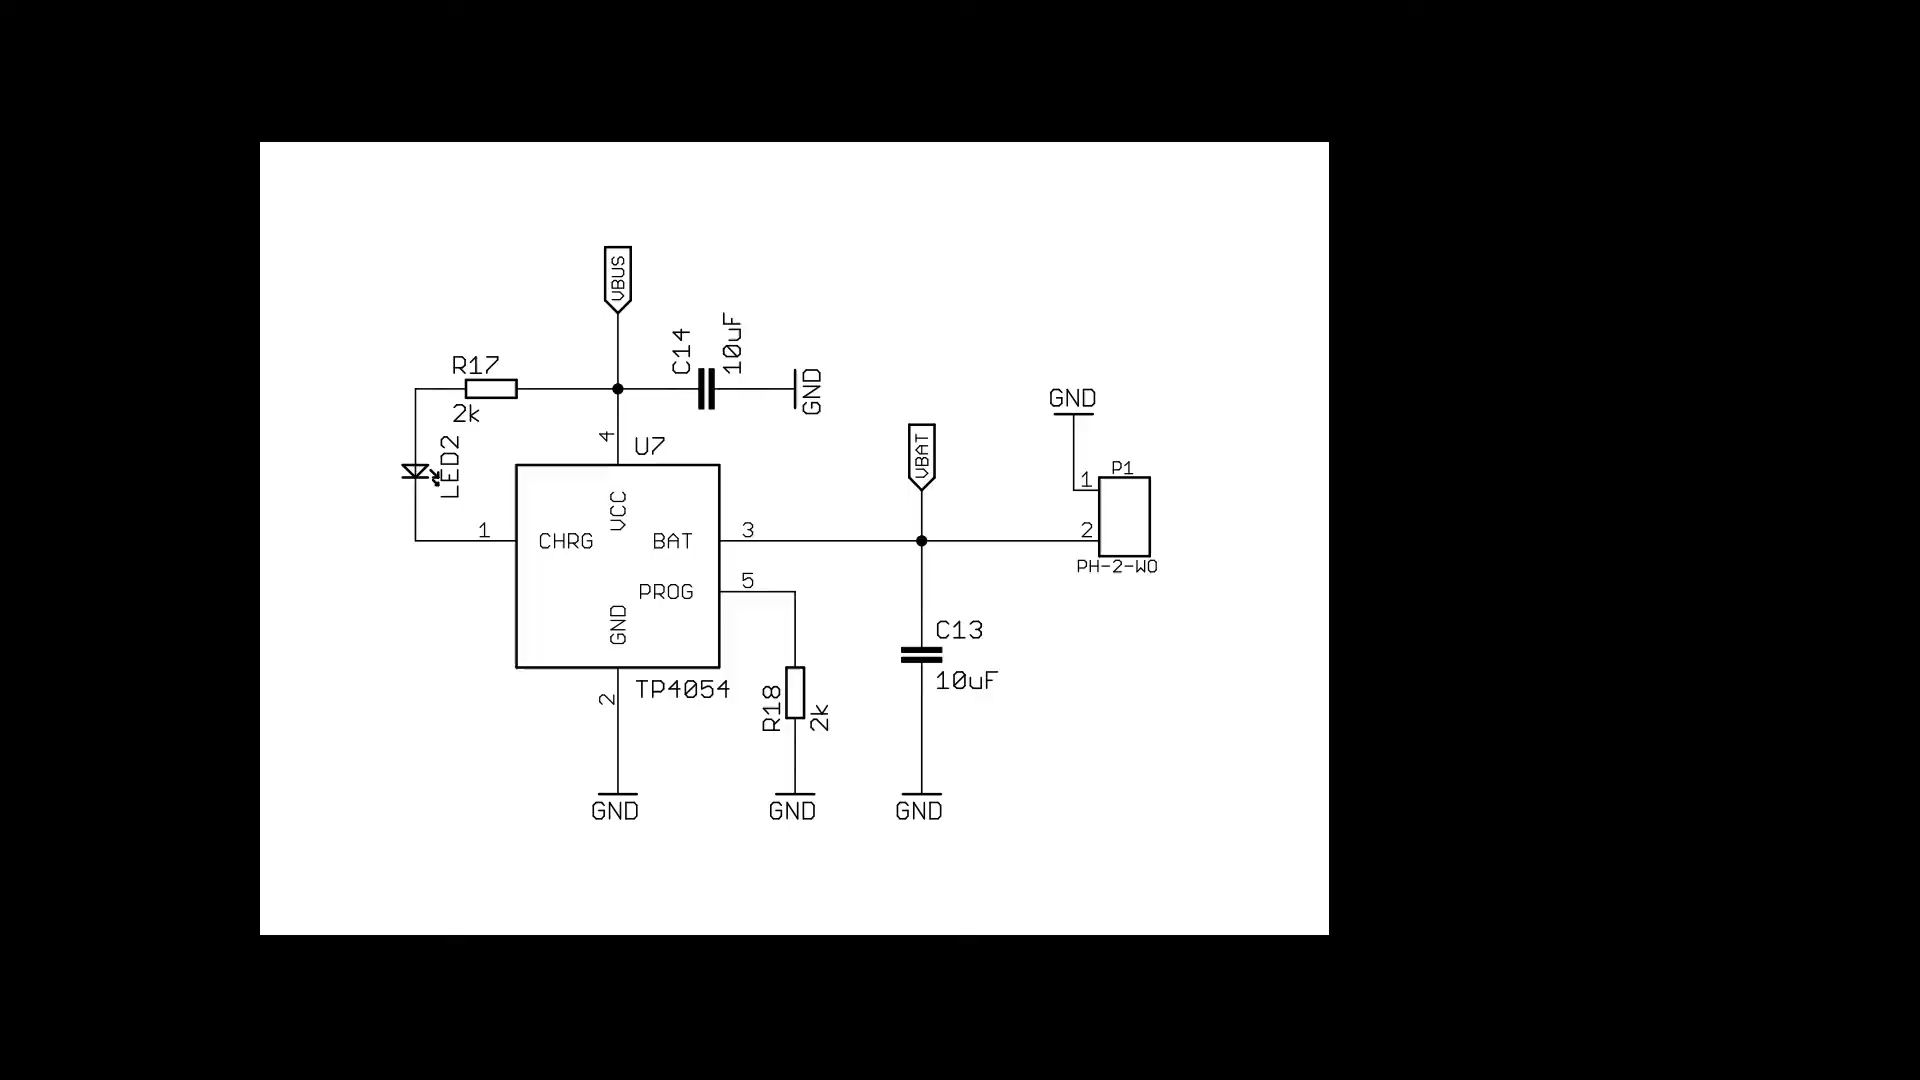 VBUS
C14
10uF
GND
R17
2k
LED2
4
U7
VCC
1
CHRG
BAT
3
PROG
5
GND
2
TP4054
GND
R18
2k
GND
VBAT
GND
P1
1
2
PH-2-WO
C13
10uF
GND